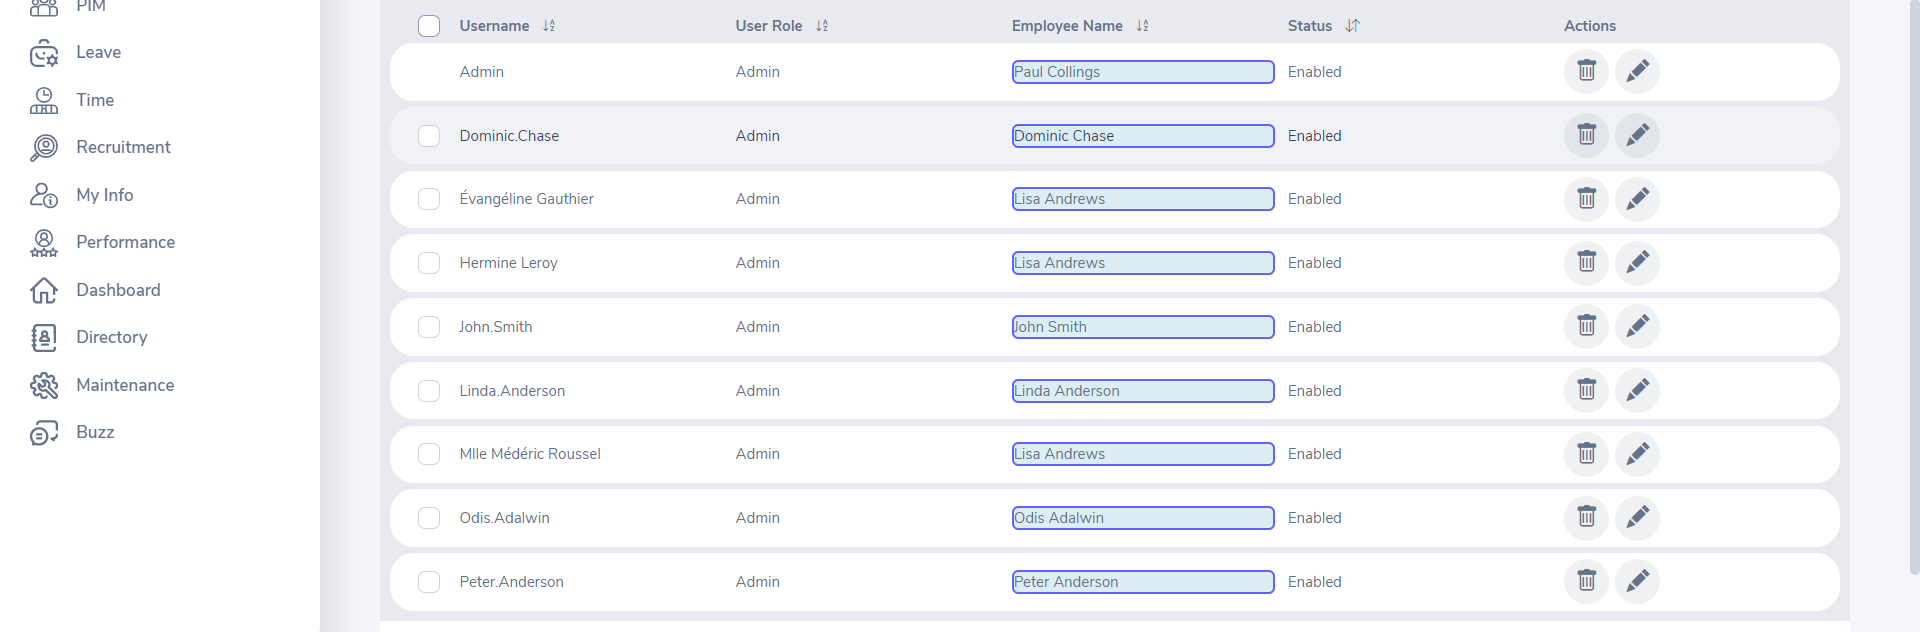 PIM
Leave
Time
Recruitment
My Info
Performance
Dashboard
Directory
Maintenance
Buzz
Username User Role Employee Name Status Actions
Admin Admin Paul Collings Enabled
Dominic.Chase Admin Dominic Chase Enabled
Évangéline Gauthier Admin Lisa Andrews Enabled
Hermine Leroy Admin Lisa Andrews Enabled
John.Smith Admin John Smith Enabled
Linda.Anderson Admin Linda Anderson Enabled
Mlle Médéric Roussel Admin Lisa Andrews Enabled
Odis.Adalwin Admin Odis Adalwin Enabled
Peter.Anderson Admin Peter Anderson Enabled